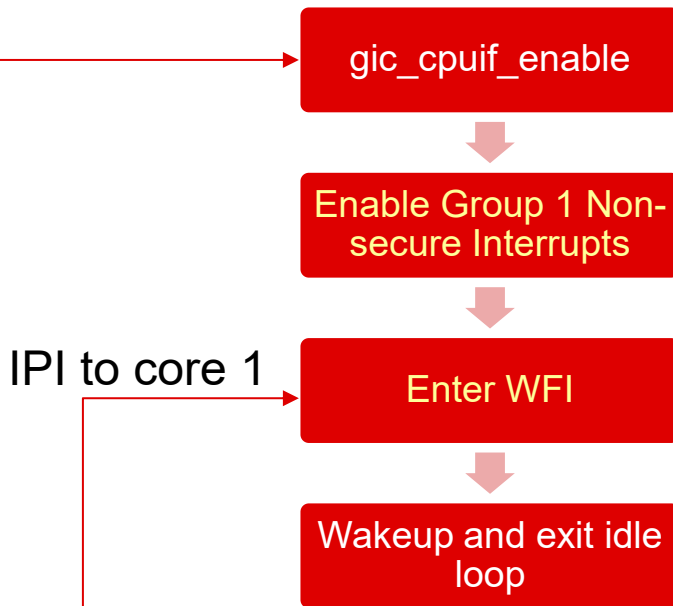 gic_cpuif_enable
Enable Group 1 Non-
secure Interrupts
IPI to core 1
Enter WFI
Wakeup and exit idle
loop